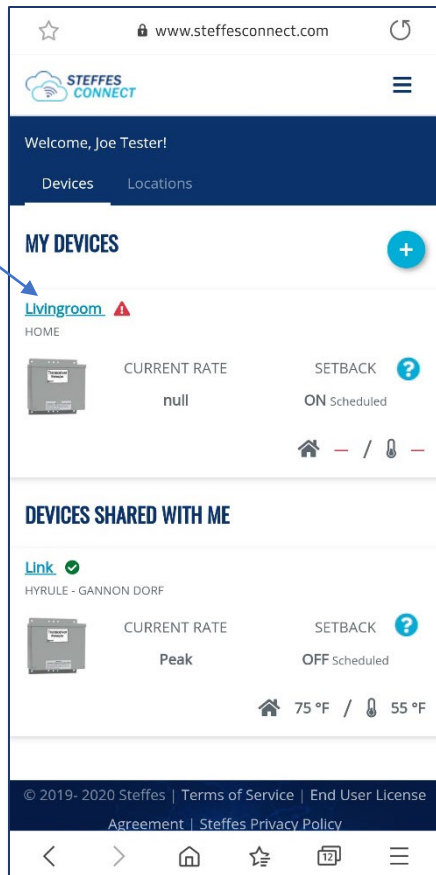 www.steffesconnect.com
STEFFES
CONNECT
Welcome, Joe Tester!
Devices Locations
MY DEVICES
+
Livingroom
HOME
CURRENT RATE SETBACK ?
null ON Scheduled
– / –
DEVICES SHARED WITH ME
Link
HYRULE - GANNON DORF
CURRENT RATE SETBACK ?
Peak OFF Scheduled
75 °F / 55 °F
© 2019- 2020 Steffes | Terms of Service | End User License
Agreement | Steffes Privacy Policy
12